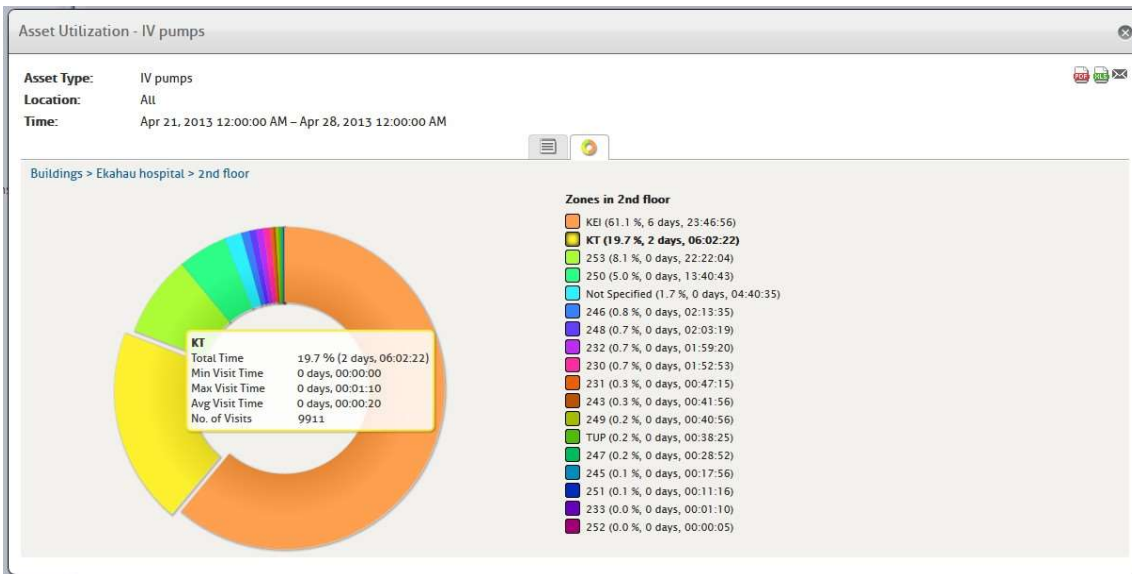 Asset Utilization - IV pumps
Asset Type: IV pumps
PDF XLS
Location: All
Time: Apr 21, 2013 12:00:00 AM – Apr 28, 2013 12:00:00 AM
Buildings > Ekahau hospital > 2nd floor
Zones in 2nd floor
KEI (61.1 %, 6 days, 23:46:56)
KT (19.7 %, 2 days, 06:02:22)
253 (8.1 %, 0 days, 22:22:04)
250 (5.0 %, 0 days, 13:40:43)
Not Specified (1.7 %, 0 days, 04:40:35)
246 (0.8 %, 0 days, 02:13:35)
248 (0.7 %, 0 days, 02:03:19)
232 (0.7 %, 0 days, 01:59:20)
230 (0.7 %, 0 days, 01:52:53)
231 (0.3 %, 0 days, 00:47:15)
243 (0.3 %, 0 days, 00:41:56)
249 (0.2 %, 0 days, 00:40:56)
TUP (0.2 %, 0 days, 00:38:25)
247 (0.2 %, 0 days, 00:28:52)
245 (0.1 %, 0 days, 00:17:56)
251 (0.1 %, 0 days, 00:11:16)
233 (0.0 %, 0 days, 00:01:10)
252 (0.0 %, 0 days, 00:00:05)
KT
Total Time 19.7 % (2 days, 06:02:22)
Min Visit Time 0 days, 00:00:00
Max Visit Time 0 days, 00:01:10
Avg Visit Time 0 days, 00:00:20
No. of Visits 9911